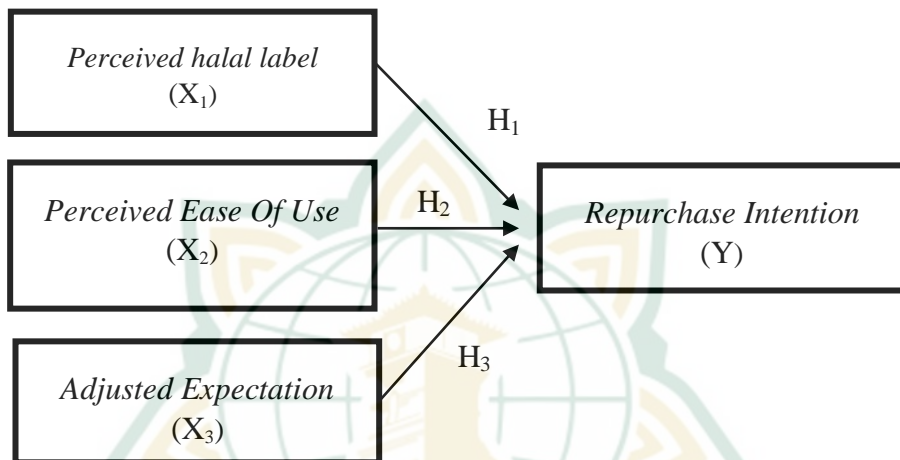 Perceived halal label
(X₁)
H₁
Perceived Ease Of Use
(X₂)
H₂
Repurchase Intention
(Y)
H₃
Adjusted Expectation
(X₃)